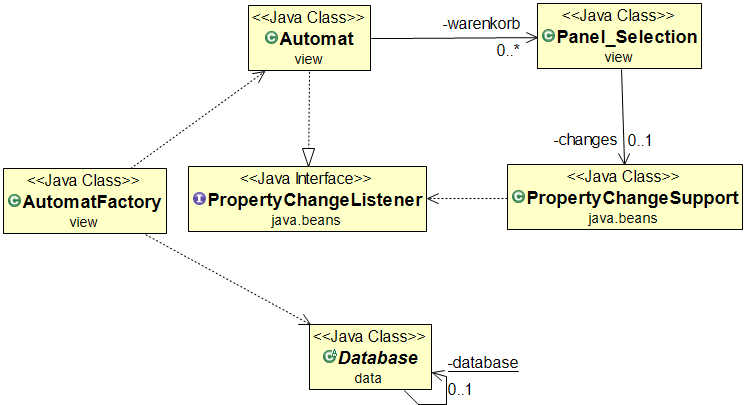 <<Java Class>>
Automat
view
-warenkorb
0..*
<<Java Class>>
Panel_Selection
view
-changes
0..1
<<Java Class>>
AutomatFactory
view
<<Java Interface>>
PropertyChangeListener
java.beans
<<Java Class>>
PropertyChangeSupport
java.beans
<<Java Class>>
Database
data
-database
0..1